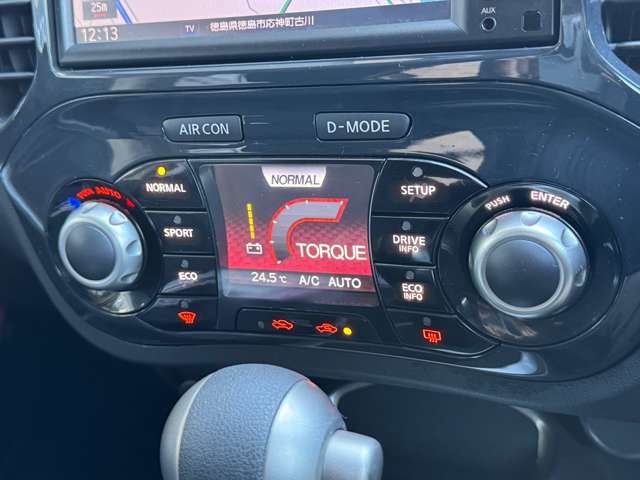 25m
12:13 TV 徳島県徳島市応神町古川
AUX
AIR CON D-MODE
AUTO
NORMAL NORMAL SETUP
PUSH ENTER
SPORT DRIVE INFO
TORQUE
ECO ECO INFO
24.5℃ A/C AUTO